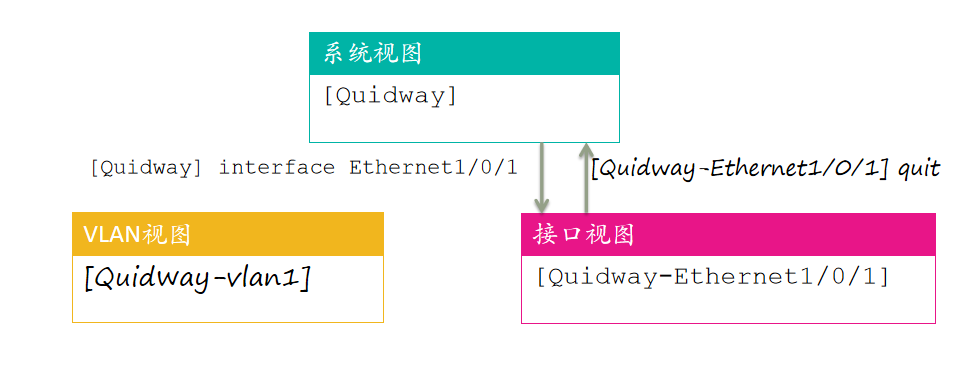 系统视图
[Quidway]
[Quidway] interface Ethernet1/0/1
[Quidway-Ethernet1/0/1] quit
VLAN视图
[Quidway-vlan1]
接口视图
[Quidway-Ethernet1/0/1]